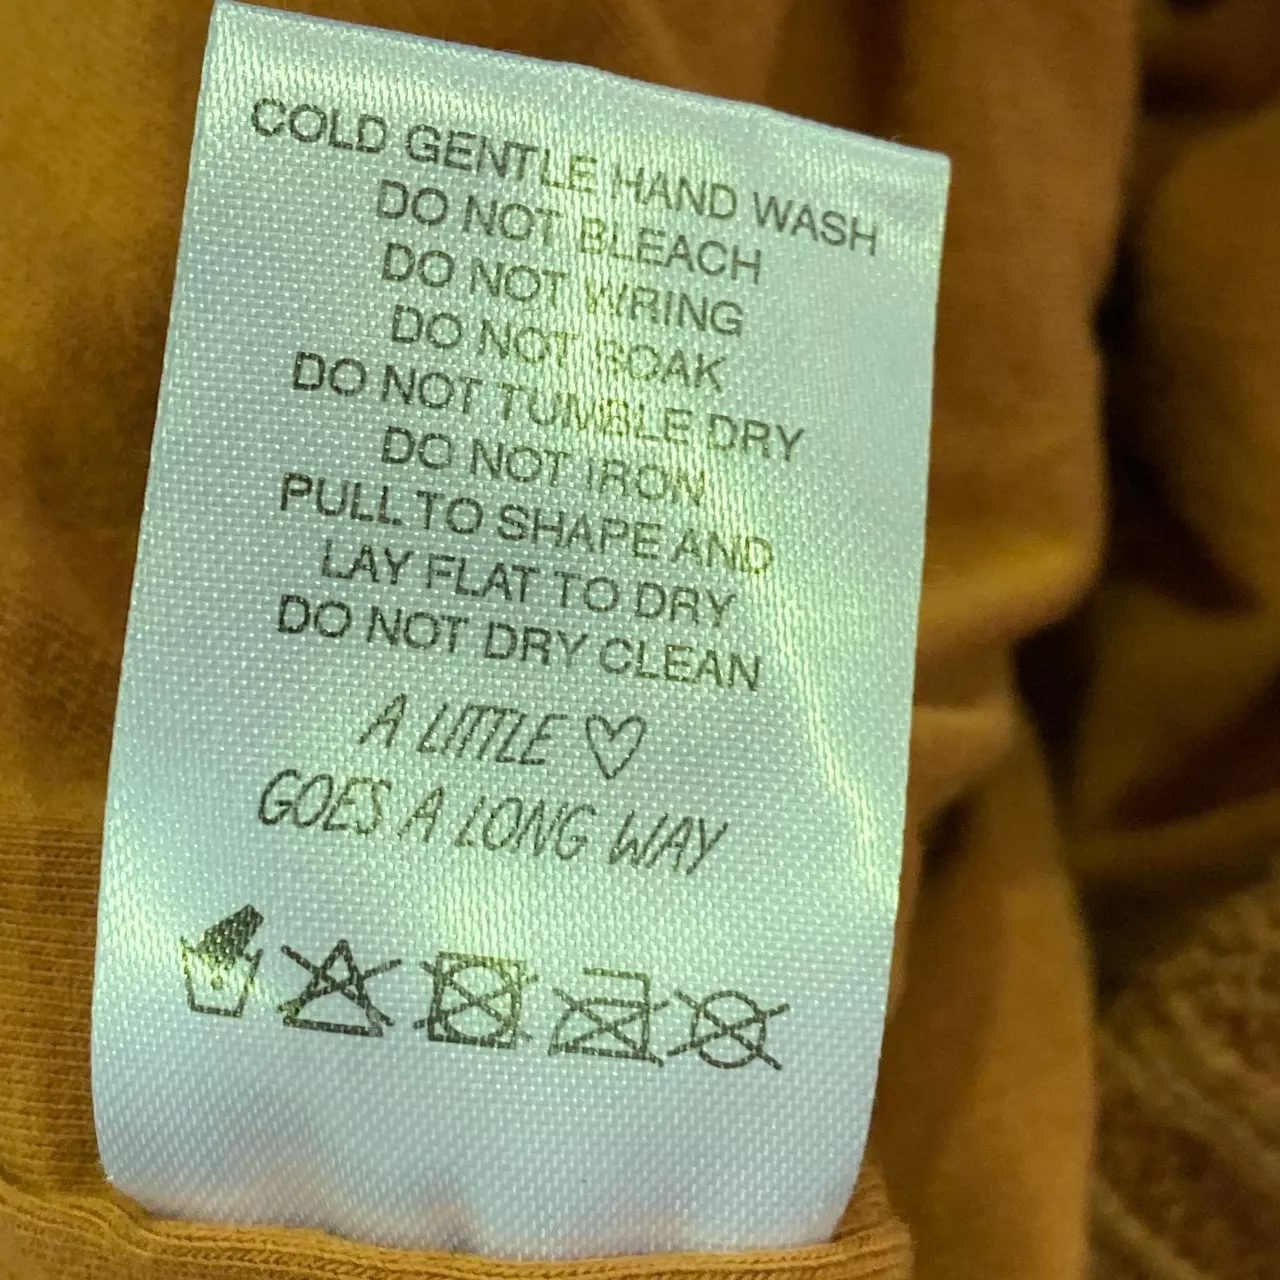 COLD GENTLE HAND WASH
DO NOT BLEACH
DO NOT WRING
DO NOT SOAK
DO NOT TUMBLE DRY
DO NOT IRON
PULL TO SHAPE AND
LAY FLAT TO DRY
DO NOT DRY CLEAN
A LITTLE ♡
GOES A LONG WAY